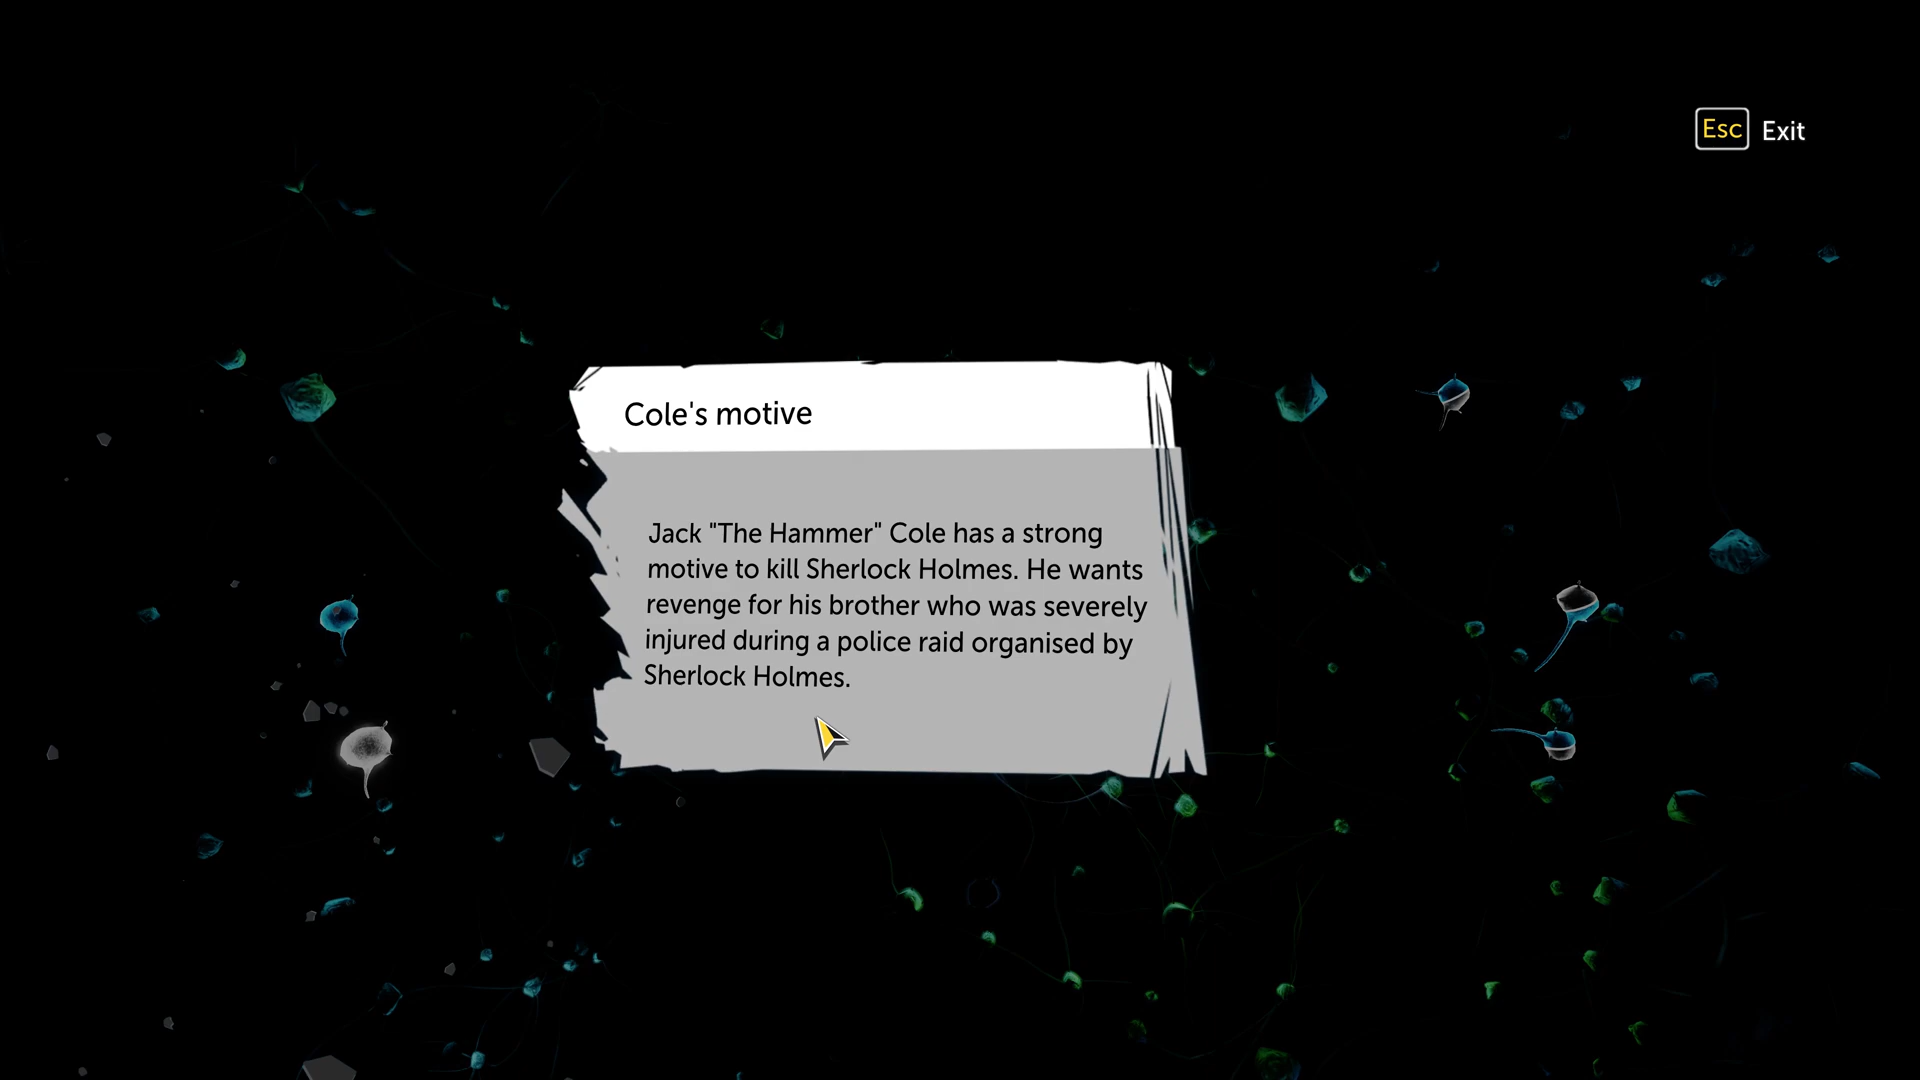 Esc Exit
Cole's motive
Jack "The Hammer" Cole has a strong
motive to kill Sherlock Holmes. He wants
revenge for his brother who was severely
injured during a police raid organised by
Sherlock Holmes.